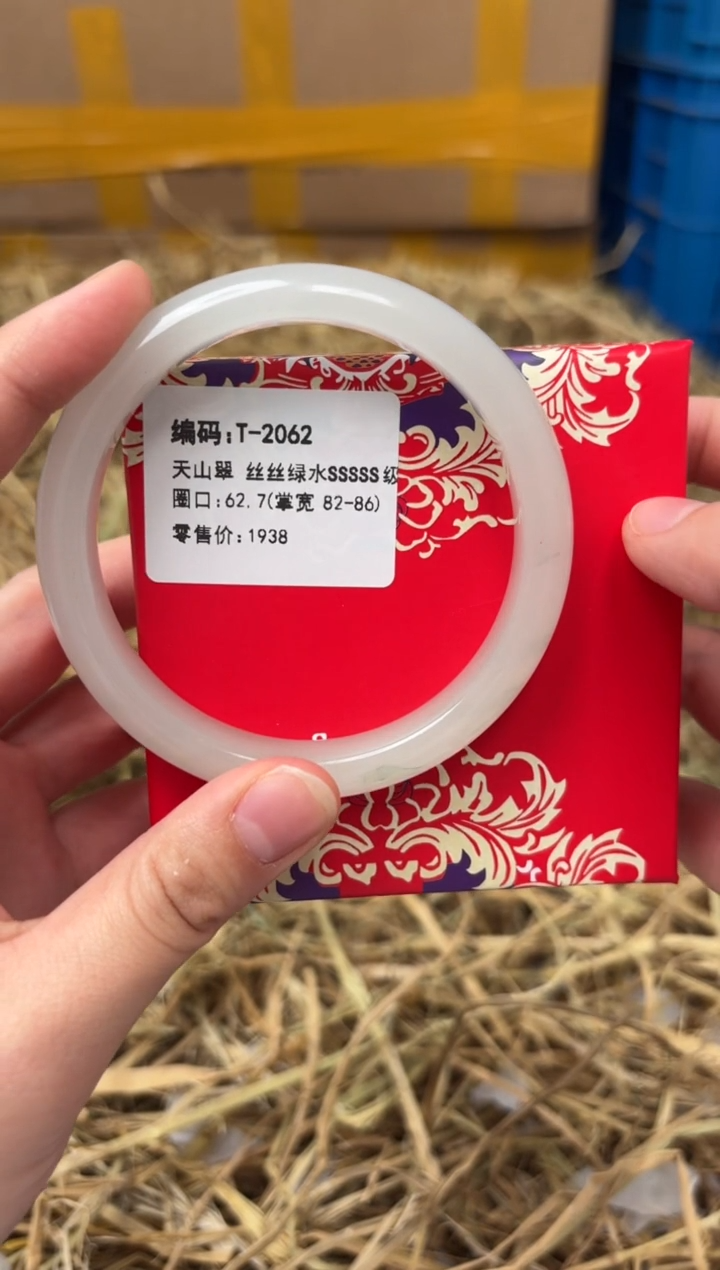 编码:T-2062
天山翠 丝丝绿水SSSSS级
圈口:62.7(掌宽 82-86)
零售价:1938